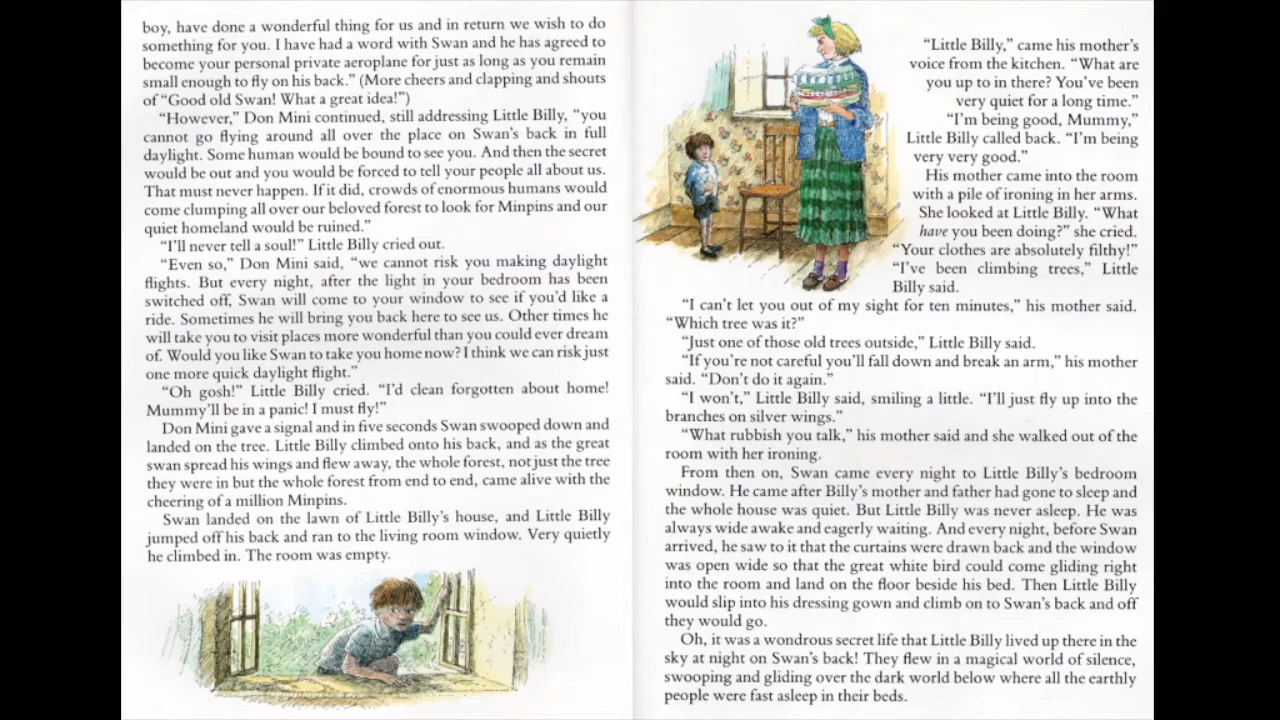 boy, have done a wonderful thing for us and in return we wish to do
something for you. I have had a word with Swan and he has agreed to
become your personal private aeroplane for just as long as you remain
small enough to fly on his back.” (More cheers and clapping and shouts
of “Good old Swan! What a great idea!”)
“However,” Don Mini continued, still addressing Little Billy, “you
cannot go flying around all over the place on Swan’s back in full
daylight. Some human would be bound to see you. And then the secret
would be out and you would be forced to tell your people all about us.
That must never happen. If it did, crowds of enormous humans would
come clumping all over our beloved forest to look for Minpins and our
quiet homeland would be ruined.”
“I’ll never tell a soul!” Little Billy cried out.
“Even so,” Don Mini said, “we cannot risk you making daylight
flights. But every night, after the light in your bedroom has been
switched off, Swan will come to your window to see if you’d like a
ride. Sometimes he will bring you back here to see us. Other times he
will take you to visit places more wonderful than you could ever dream
of. Would you like Swan to take you home now? I think we can risk just
one more quick daylight flight.”
“Oh gosh!” Little Billy cried. “I’d clean forgotten about home!
Mummy’ll be in a panic! I must fly!”
Don Mini gave a signal and in five seconds Swan swooped down and
landed on the tree. Little Billy climbed onto his back, and as the great
swan spread his wings and flew away, the whole forest, not just the tree
they were in but the whole forest from end to end, came alive with the
cheering of a million Minpins.
Swan landed on the lawn of Little Billy’s house, and Little Billy
jumped off his back and ran to the living room window. Very quietly
he climbed in. The room was empty.
“Little Billy,” came his mother’s
voice from the kitchen. “What are
you up to in there? You’ve been
very quiet for a long time.”
“I’m being good, Mummy,”
Little Billy called back. “I’m being
very very good.”
His mother came into the room
with a pile of ironing in her arms.
She looked at Little Billy. “What
have you been doing?” she cried.
“Your clothes are absolutely filthy!”
“I’ve been climbing trees,” Little
Billy said.
“I can’t let you out of my sight for ten minutes,” his mother said.
“Which tree was it?”
“Just one of those old trees outside,” Little Billy said.
“If you’re not careful you’ll fall down and break an arm,” his mother
said. “Don’t do it again.”
“I won’t,” Little Billy said, smiling a little. “I’ll just fly up into the
branches on silver wings.”
“What rubbish you talk,” his mother said and she walked out of the
room with her ironing.
From then on, Swan came every night to Little Billy’s bedroom
window. He came after Billy’s mother and father had gone to sleep and
the whole house was quiet. But Little Billy was never asleep. He was
always wide awake and eagerly waiting. And every night, before Swan
arrived, he saw to it that the curtains were drawn back and the window
was open wide so that the great white bird could come gliding right
into the room and land on the floor beside his bed. Then Little Billy
would slip into his dressing gown and climb on to Swan’s back and off
they would go.
Oh, it was a wondrous secret life that Little Billy lived up there in the
sky at night on Swan’s back! They flew in a magical world of silence,
swooping and gliding over the dark world below where all the earthly
people were fast asleep in their beds.